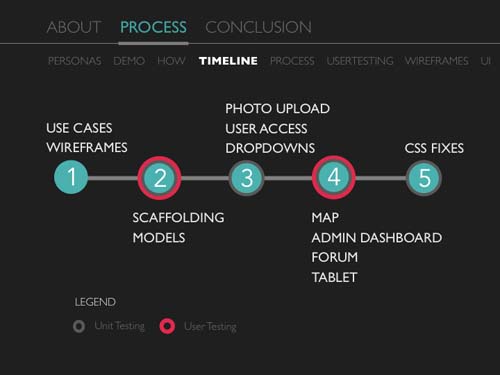 ABOUT PROCESS CONCLUSION
PERSONAS DEMO HOW TIMELINE PROCESS USERTESTING WIREFRAMES UI
PHOTO UPLOAD
USER ACCESS
DROPDOWNS
USE CASES
WIREFRAMES
CSS FIXES
1 2 3 4 5
SCAFFOLDING
MODELS
MAP
ADMIN DASHBOARD
FORUM
TABLET
LEGEND
Unit Testing User Testing